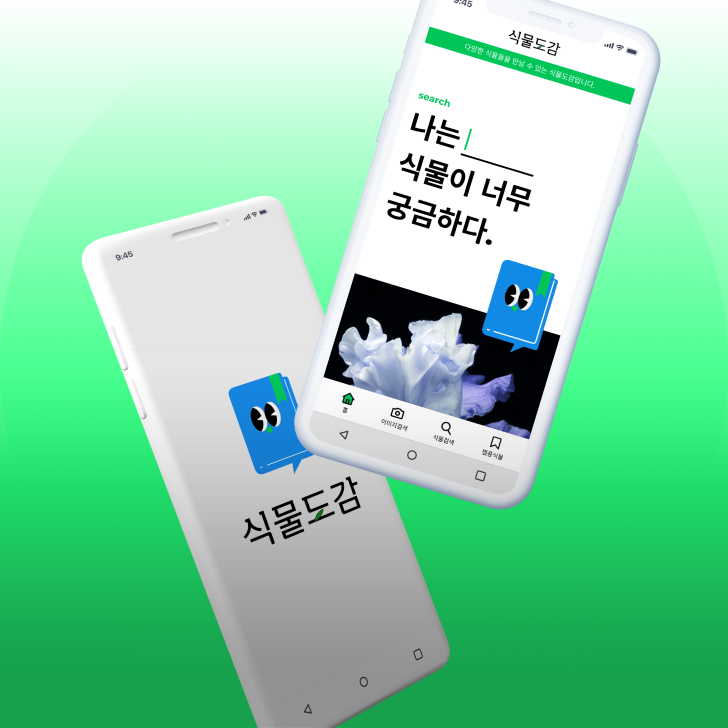 9:45
식물도감
다양한 식물들을 만날 수 있는 식물도감입니다.
search
나는
식물이 너무
궁금하다.
홈
이미지검색
식물검색
찜한식물
9:45
식물도감